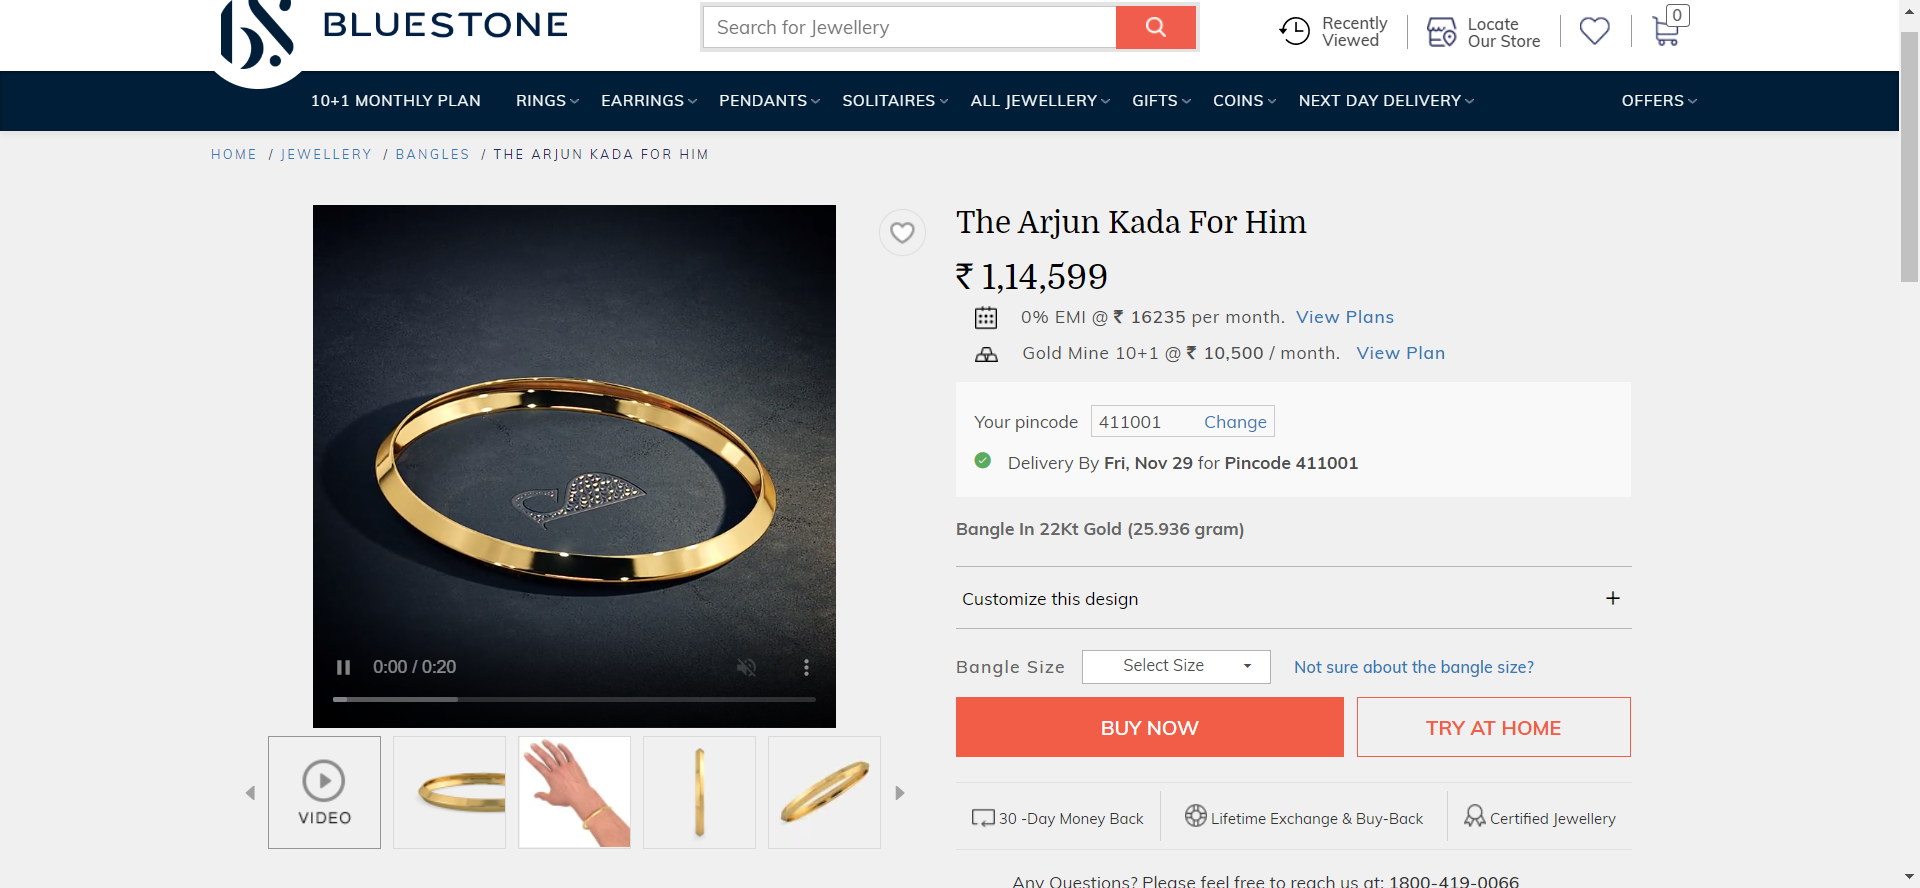 BLUESTONE
Search for Jewellery
Recently
Viewed
Locate
Our Store
0
10+1 MONTHLY PLAN RINGS EARRINGS PENDANTS SOLITAIRES ALL JEWELLERY GIFTS COINS NEXT DAY DELIVERY OFFERS
HOME / JEWELLERY / BANGLES / THE ARJUN KADA FOR HIM
0:00 / 0:20
VIDEO
The Arjun Kada For Him
₹ 1,14,599
0% EMI @ ₹ 16235 per month. View Plans
Gold Mine 10+1 @ ₹ 10,500 / month. View Plan
Your pincode 411001 Change
Delivery By Fri, Nov 29 for Pincode 411001
Bangle In 22Kt Gold (25.936 gram)
Customize this design +
Bangle Size Select Size Not sure about the bangle size?
BUY NOW TRY AT HOME
30 -Day Money Back Lifetime Exchange & Buy-Back Certified Jewellery
Any Questions? Please feel free to reach us at: 1800-419-0066